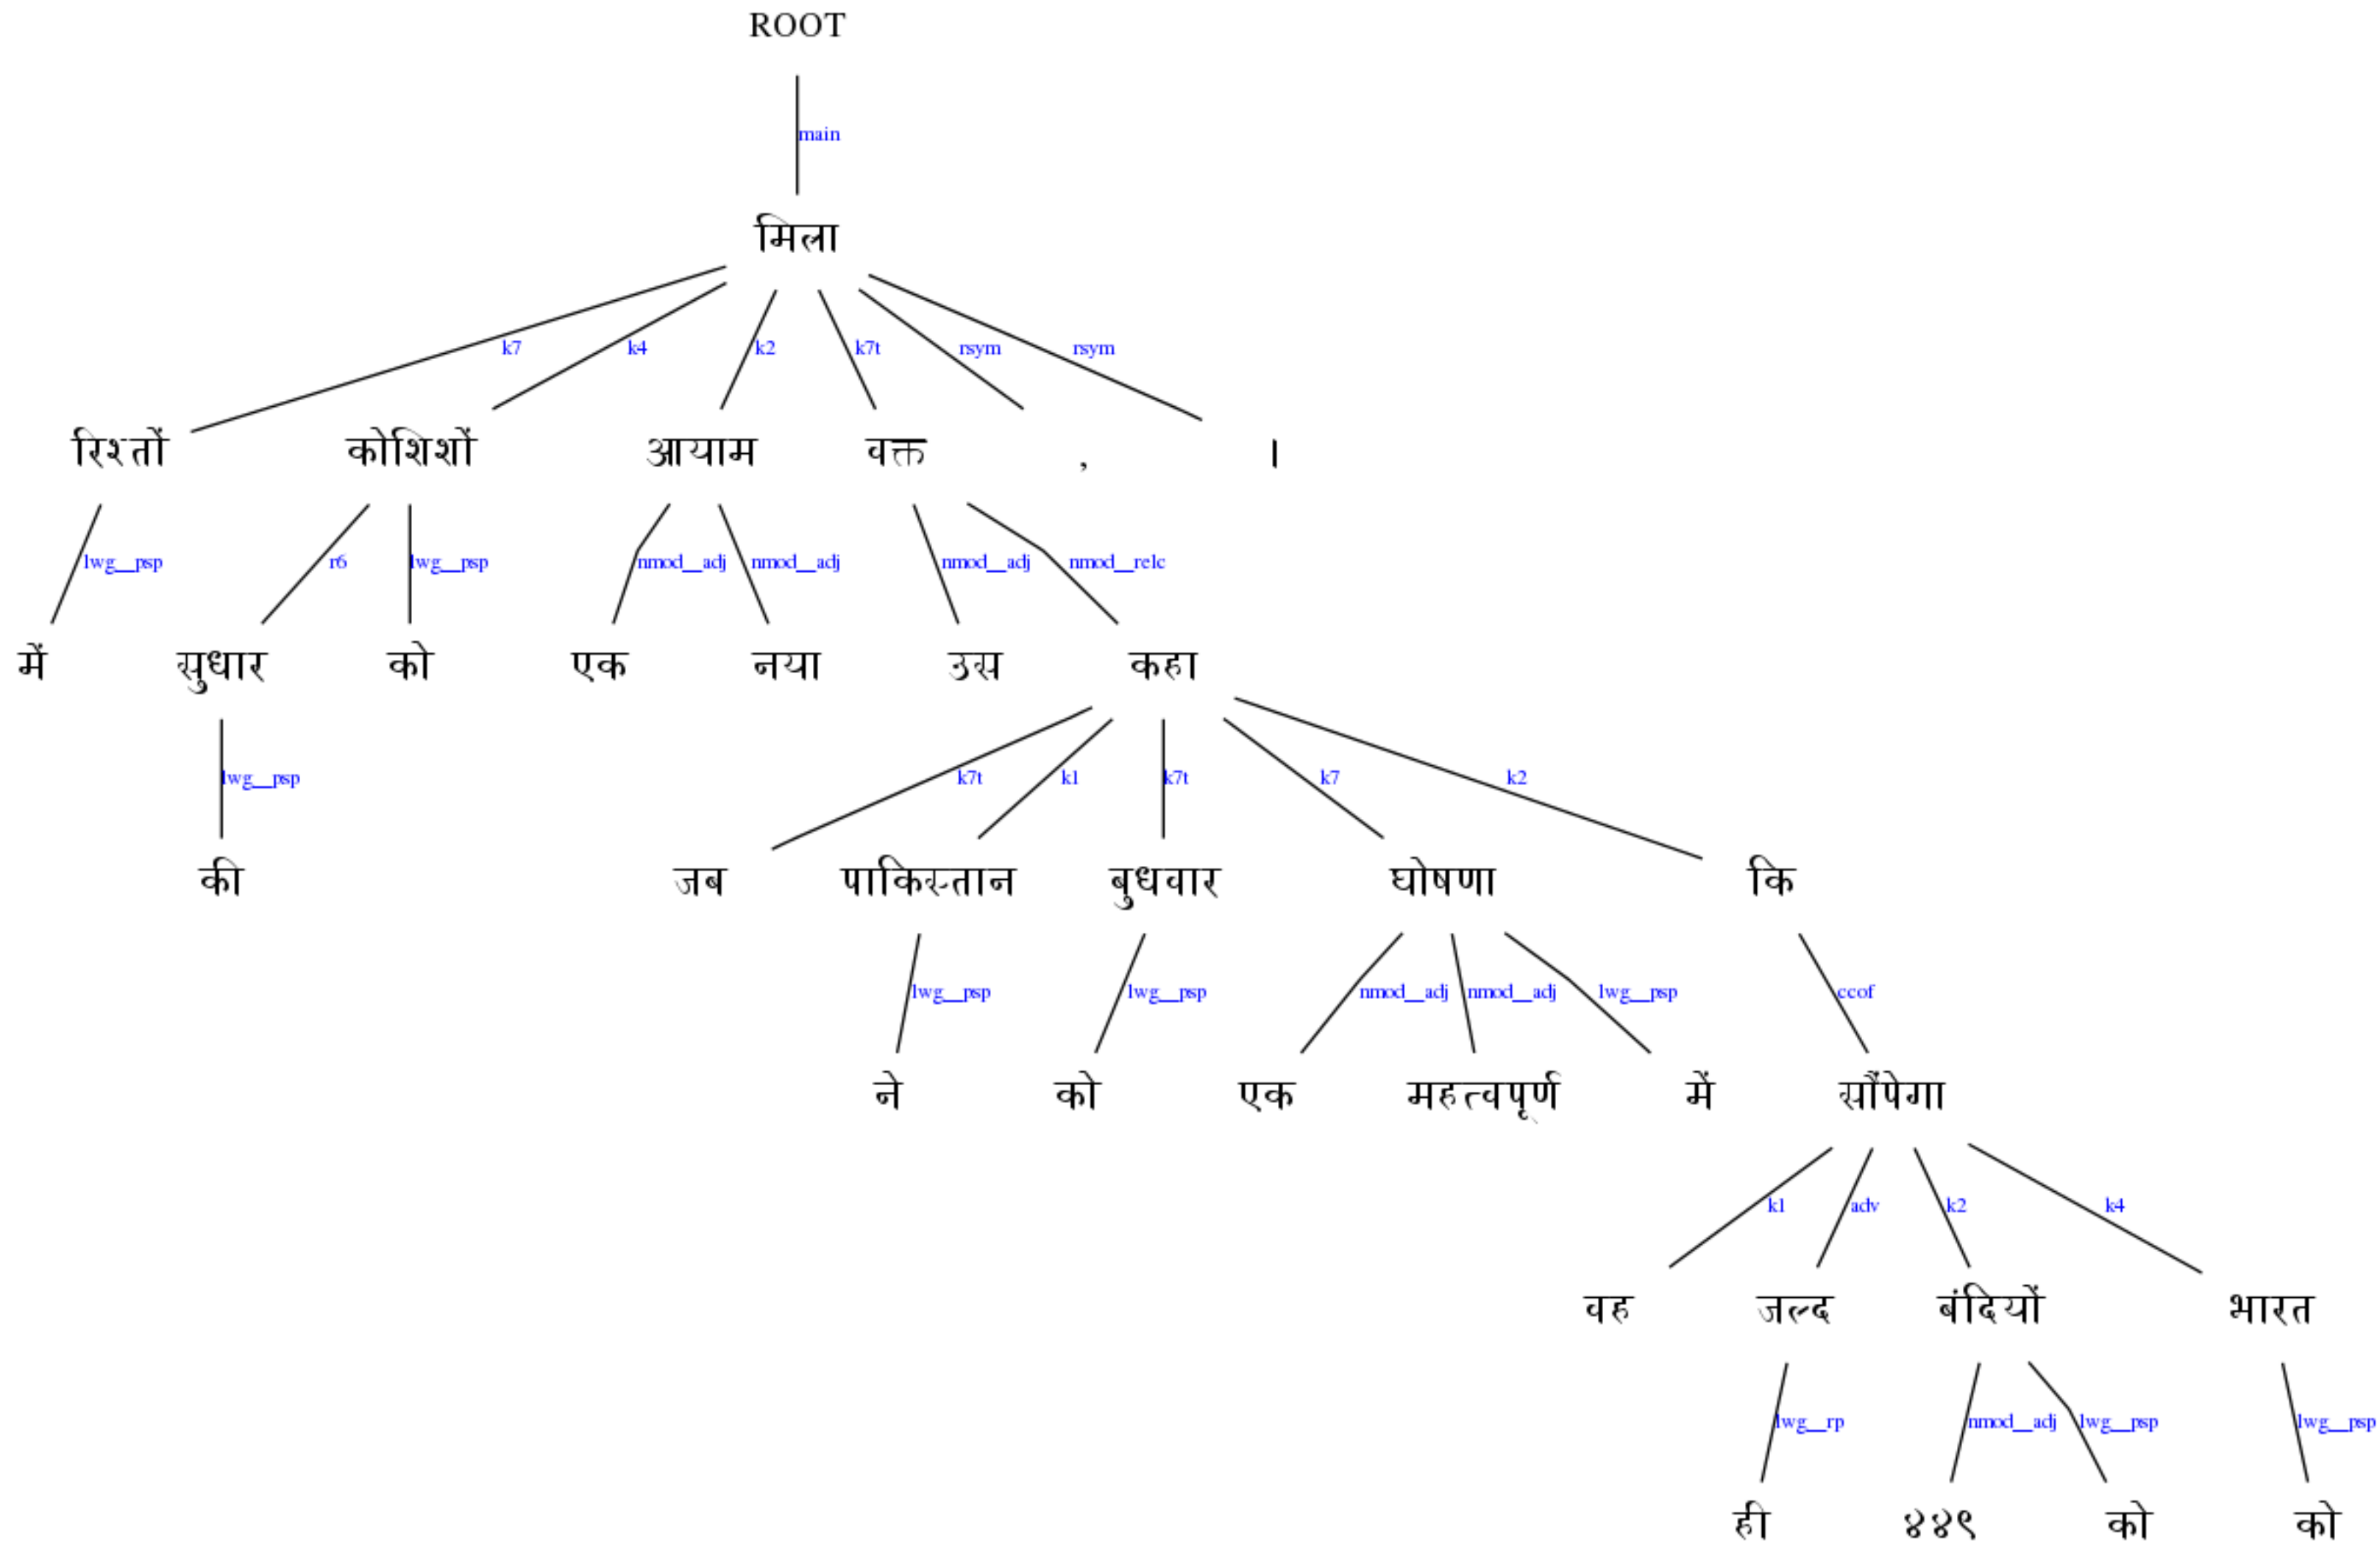 ROOT
main
मिला
k7 k4 k2 k7t rsym rsym
रिश्तों कोशिशों आयाम वक्त , ।
lwg__psp r6 lwg__psp nmod__adj nmod__adj nmod__adj nmod__relc
में सुधार को एक नया उस कहा
lwg__psp k7t k1 k7t k7 k2
की जब पाकिस्तान बुधवार घोषणा कि
lwg__psp lwg__psp nmod__adj nmod__adj lwg__psp ccof
ने को एक महत्वपूर्ण में सौंपेगा
k1 adv k2 k4
वह जल्द बंदियों भारत
lwg__rp nmod__adj lwg__psp lwg__psp
ही ४४९ को को